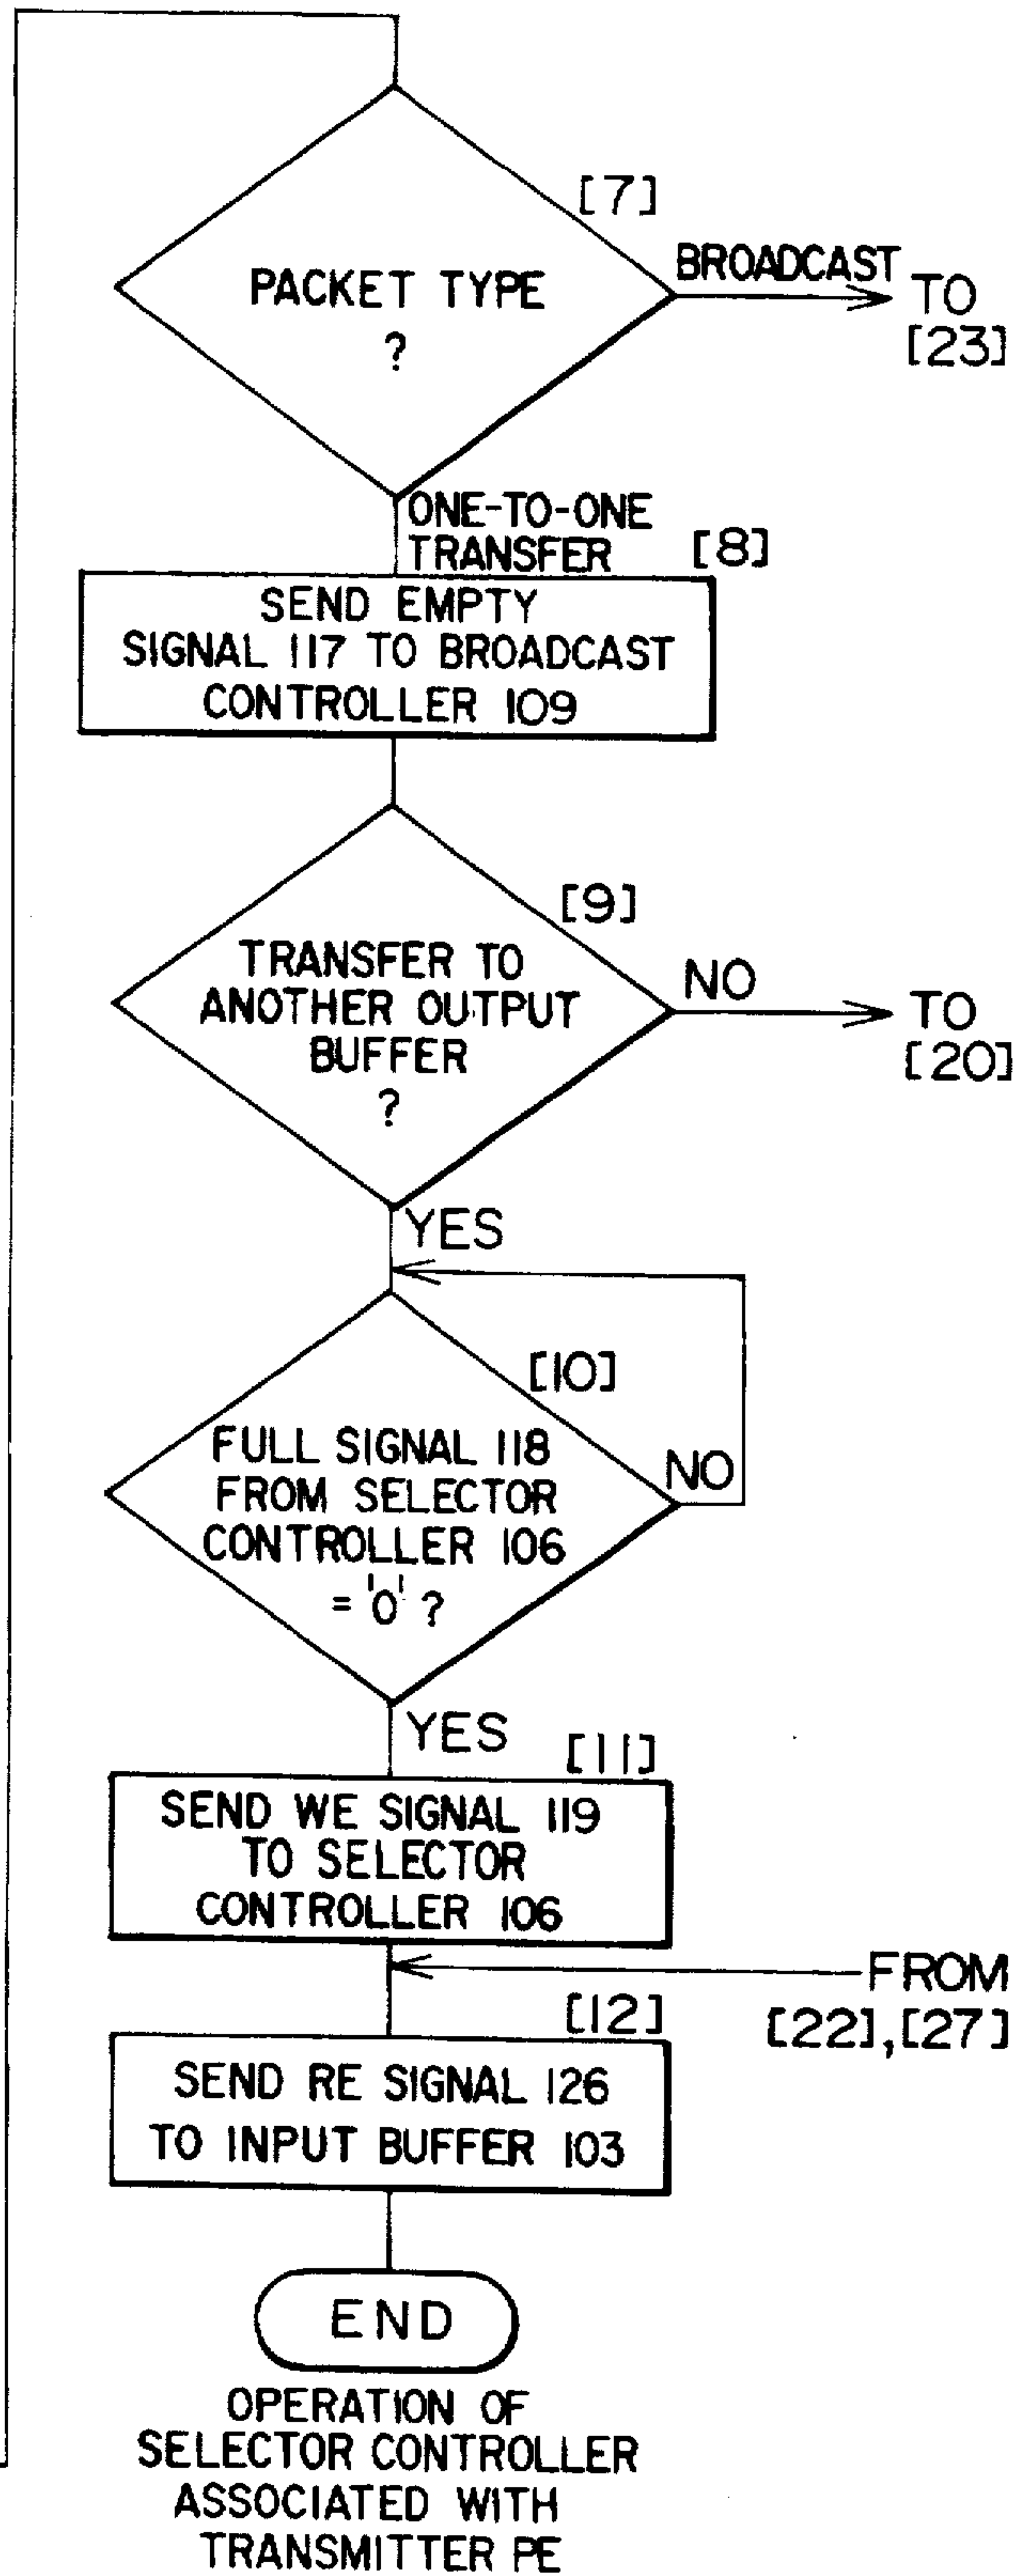 [7]
PACKET TYPE
?
BROADCAST
TO
[23]
ONE-TO-ONE
TRANSFER
[8]
SEND EMPTY
SIGNAL 117 TO BROADCAST
CONTROLLER 109
[9]
TRANSFER TO
ANOTHER OUTPUT
BUFFER
?
NO
TO
[20]
YES
[10]
FULL SIGNAL 118
FROM SELECTOR
CONTROLLER 106
= '0' ?
NO
YES
[11]
SEND WE SIGNAL 119
TO SELECTOR
CONTROLLER 106
FROM
[22],[27]
[12]
SEND RE SIGNAL 126
TO INPUT BUFFER 103
END
OPERATION OF
SELECTOR CONTROLLER
ASSOCIATED WITH
TRANSMITTER PE